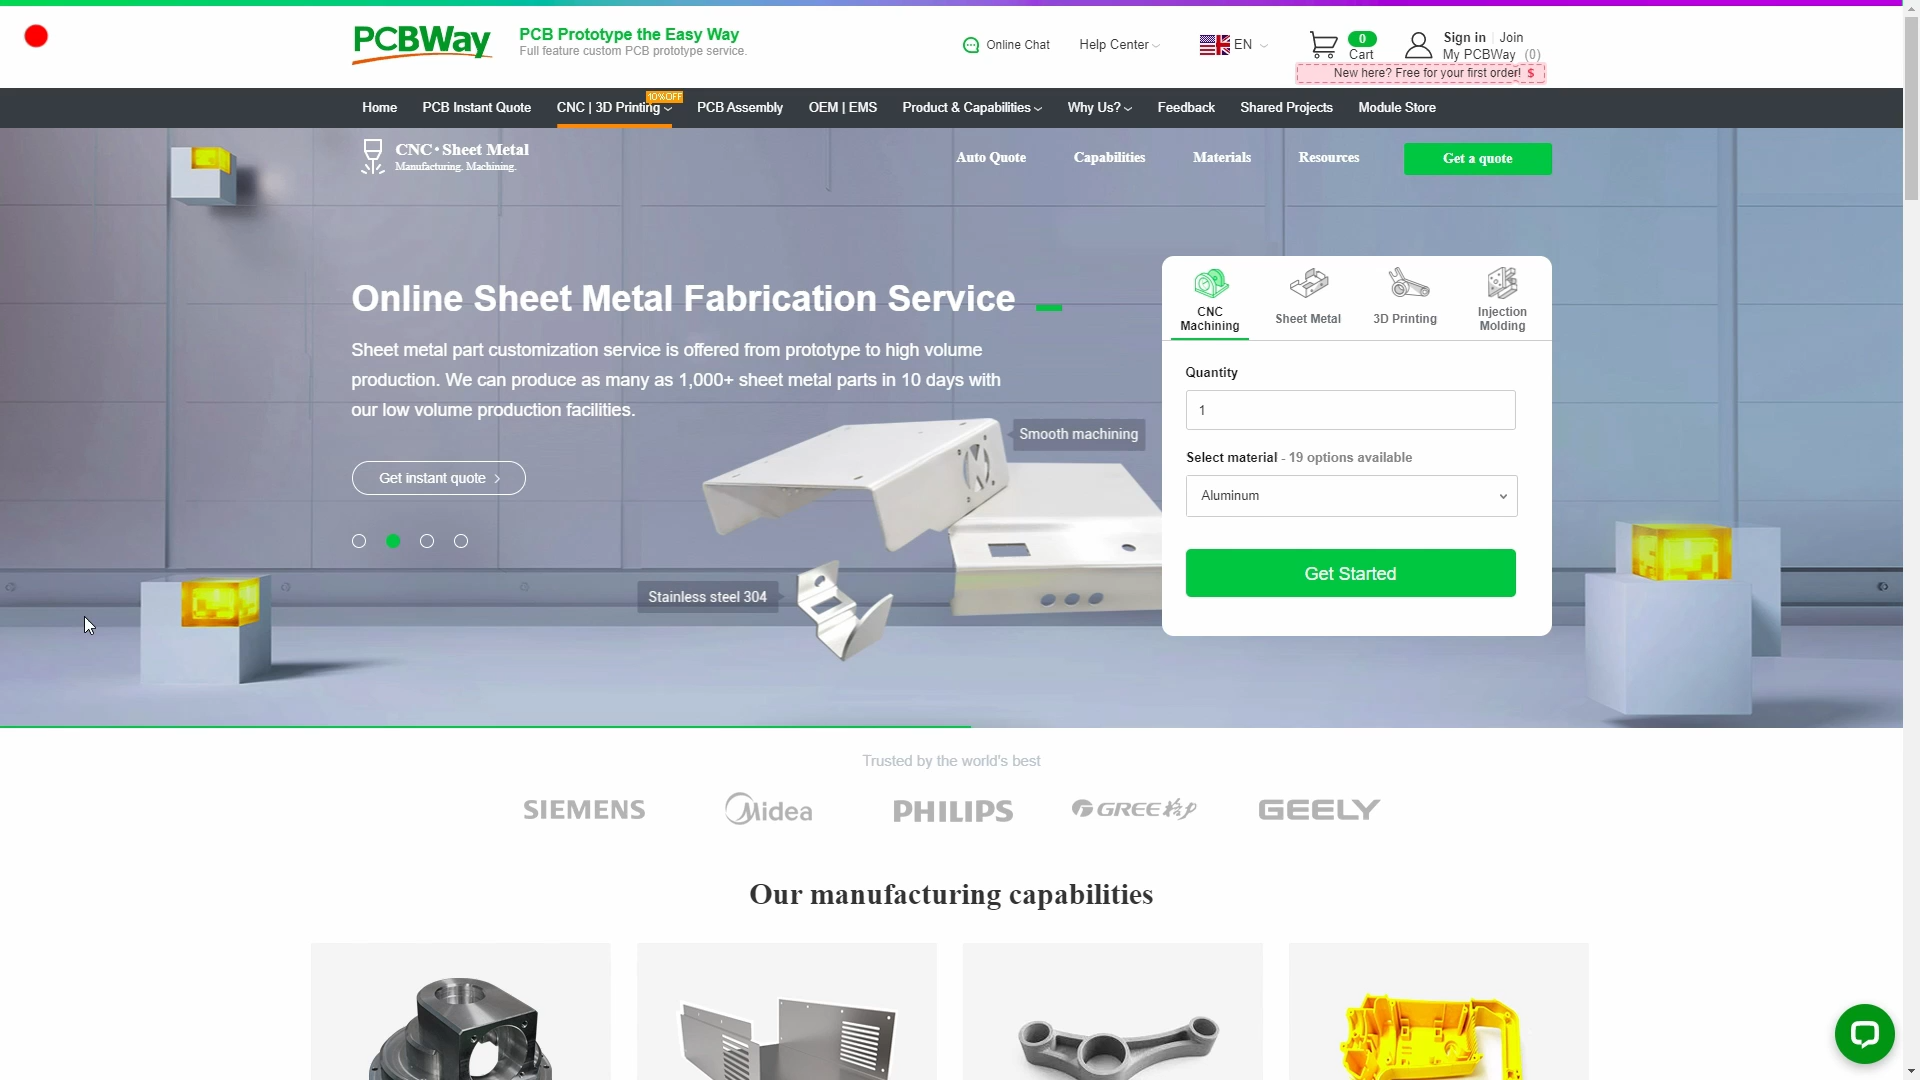 PCBWay
PCB Prototype the Easy Way
Full feature custom PCB prototype service.
Online Chat
Help Center
EN
0
Cart
Sign in
Join
My PCBWay (0)
New here? Free for your first order! $
Home
PCB Instant Quote
CNC | 3D Printing
10%OFF
PCB Assembly
OEM | EMS
Product & Capabilities
Why Us?
Feedback
Shared Projects
Module Store
CNC•Sheet Metal
Manufacturing. Machining.
Auto Quote
Capabilities
Materials
Resources
Get a quote
Online Sheet Metal Fabrication Service
Sheet metal part customization service is offered from prototype to high volume
production. We can produce as many as 1,000+ sheet metal parts in 10 days with
our low volume production facilities.
Get instant quote >
Smooth machining
Stainless steel 304
CNC
Machining
Sheet Metal
3D Printing
Injection
Molding
Quantity
1
Select material - 19 options available
Aluminum
Get Started
Trusted by the world's best
SIEMENS
Midea
PHILIPS
GREE格力
GEELY
Our manufacturing capabilities